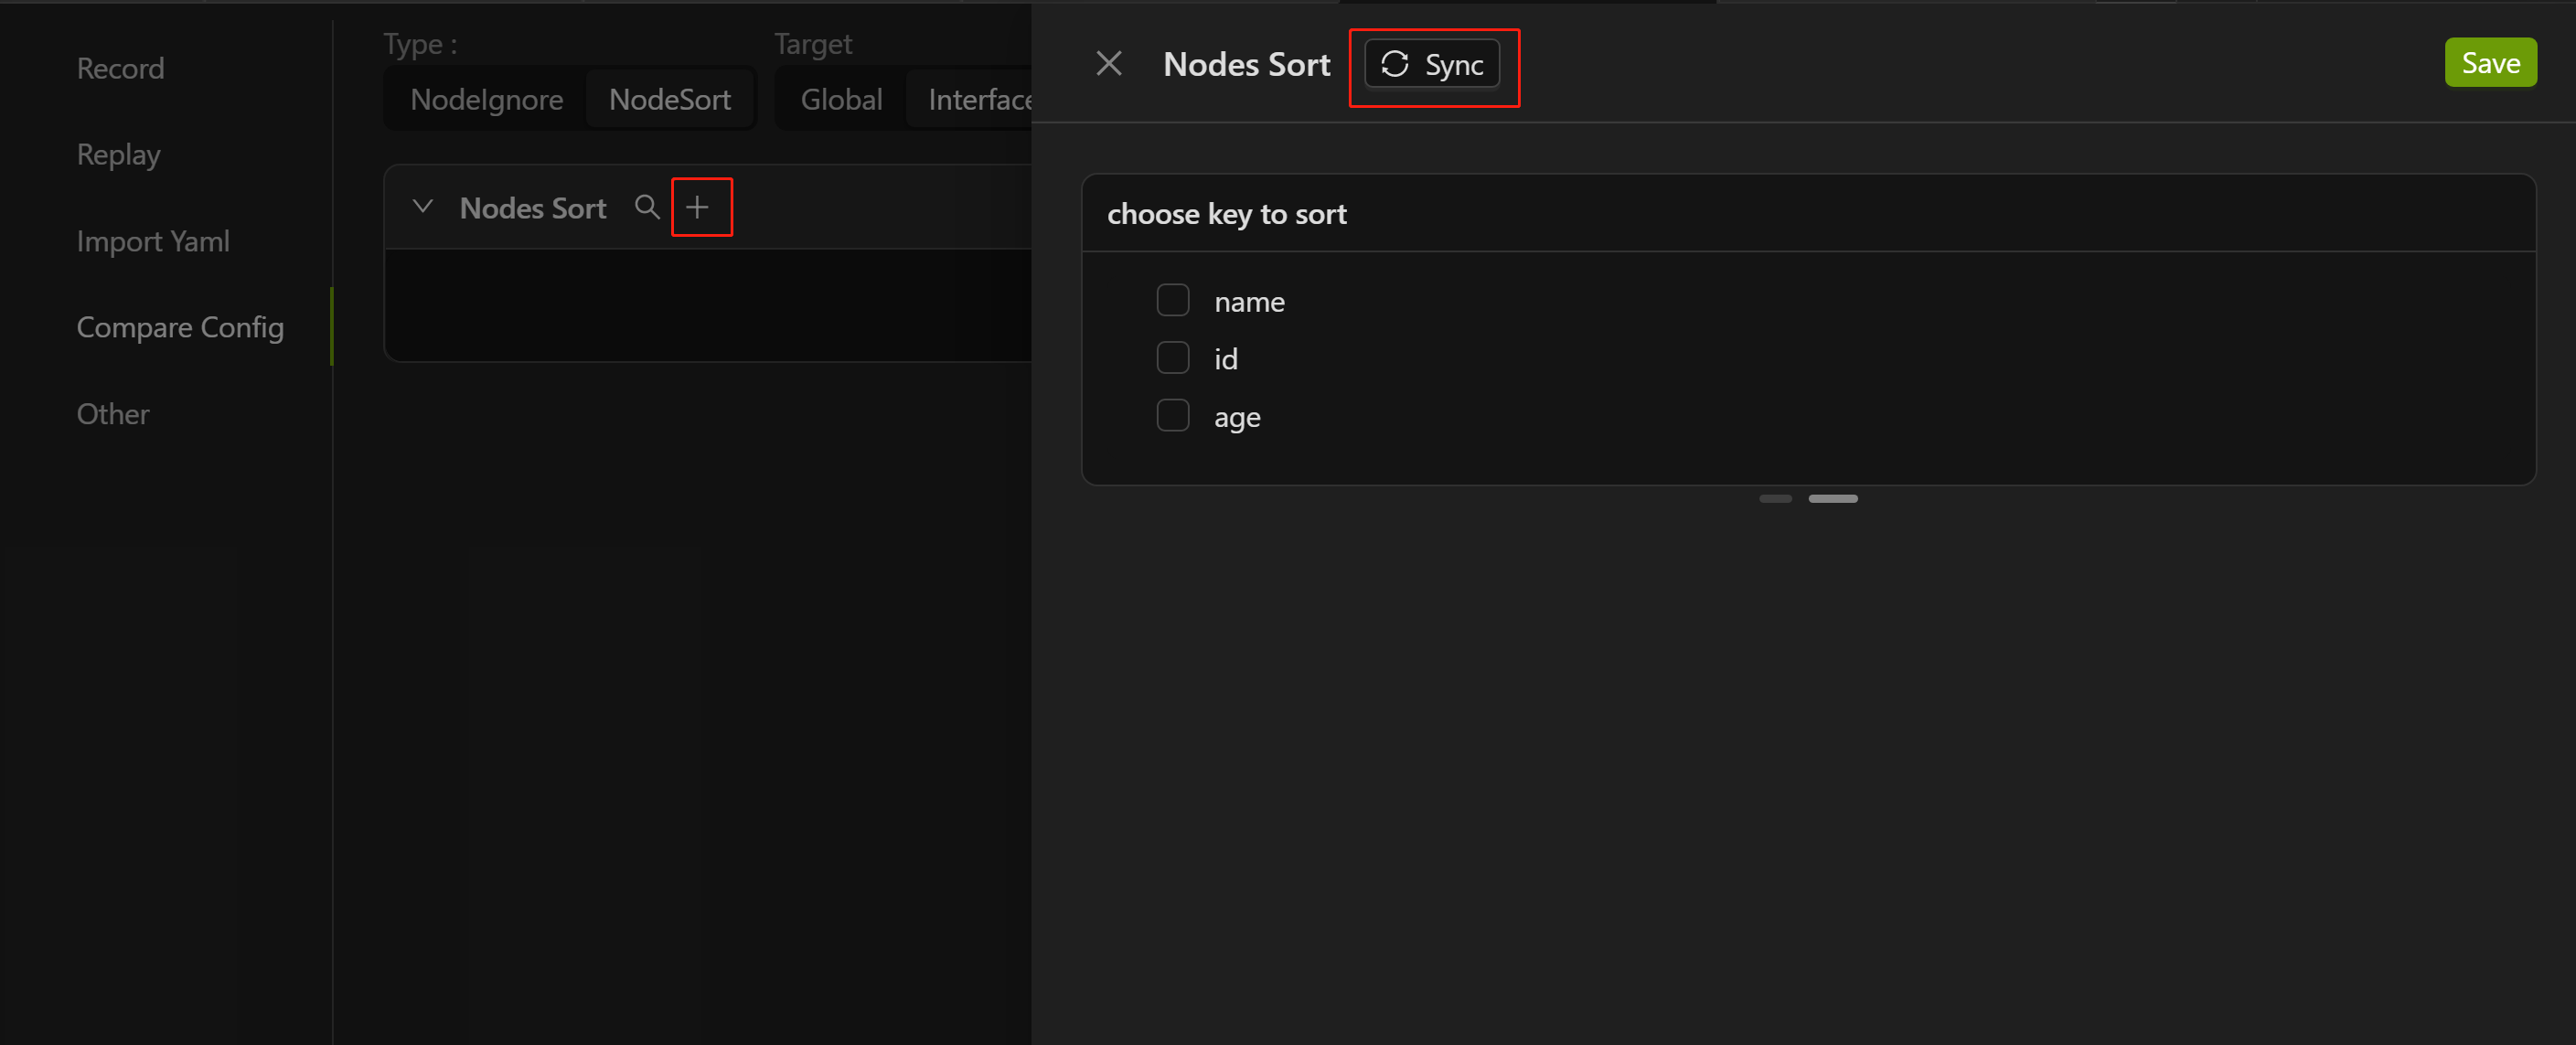 Record
Replay
Import Yaml
Compare Config
Other
Type :
NodeIgnore NodeSort
Target
Global Interface
Nodes Sort
Nodes Sort Sync Save
choose key to sort
name
id
age